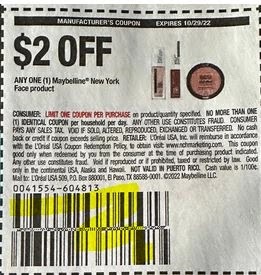 MANUFACTURER'S COUPON EXPIRES 10/29/22
$2 OFF
ANY ONE (1) Maybelline® New York
Face product
CONSUMER: LIMIT ONE COUPON PER PURCHASE on product/quantity specified. NO MORE THAN ONE
(1) IDENTICAL COUPON per household per day. ANY OTHER USE CONSTITUTES FRAUD. CONSUMER
PAYS ANY SALES TAX. VOID IF SOLD, ALTERED, REPRODUCED, EXCHANGED OR TRANSFERRED. No cash
back or credit if coupon exceeds selling price. RETAILER: L'Oréal USA, Inc. will reimburse in accordance with
the L'Oréal USA Coupon Redemption Policy, to obtain visit: www.nchmarketing.com. This coupon
good only when redeemed by you from the consumer at the time of purchasing product indicated.
Any other use constitutes fraud. Void if reproduced or if prohibited, taxed or restricted by law. Good
only in the continental USA, Alaska and Hawaii. NOT VALID IN PUERTO RICO. Cash value is 1/100¢.
Mail to: L'Oréal USA 509, P.O. Box 880001, El Paso, TX 88588-0001. ©2022 Maybelline LLC.
0041554-604813